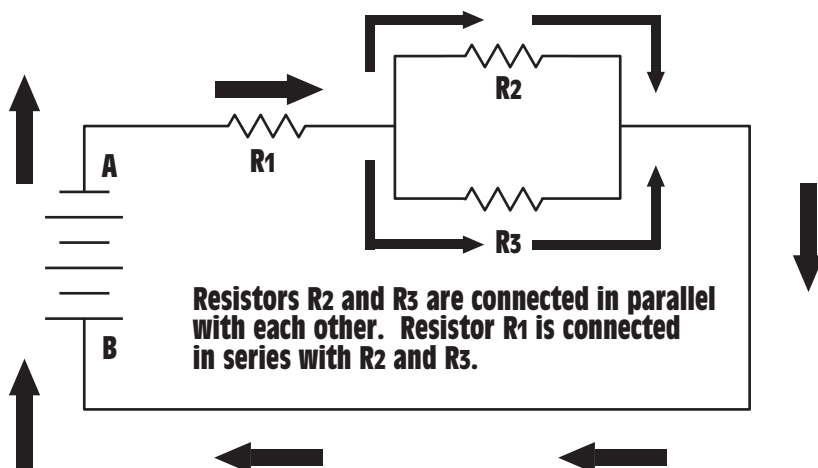 R2
A
R1
R3
Resistors R2 and R3 are connected in parallel
with each other. Resistor R1 is connected
in series with R2 and R3.
B